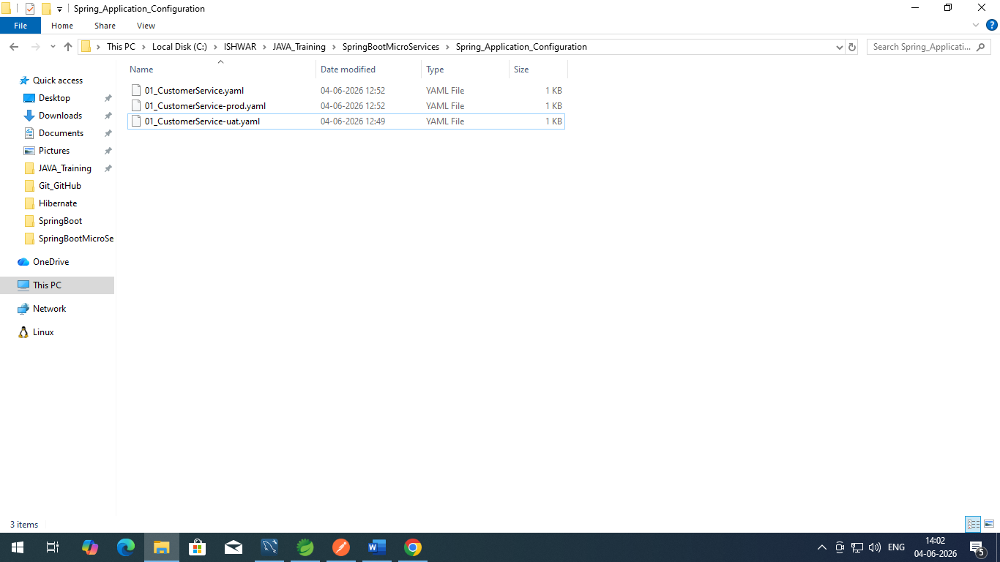 Spring_Application_Configuration
File Home Share View
This PC Local Disk (C:) ISHWAR JAVA_Training SpringBootMicroServices Spring_Application_Configuration
Search Spring_Applicati...
Name Date modified Type Size
01_CustomerService.yaml 04-06-2026 12:52 YAML File 1 KB
01_CustomerService-prod.yaml 04-06-2026 12:52 YAML File 1 KB
01_CustomerService-uat.yaml 04-06-2026 12:49 YAML File 1 KB
Quick access
Desktop
Downloads
Documents
Pictures
JAVA_Training
Git_GitHub
Hibernate
SpringBoot
SpringBootMicroSe
OneDrive
This PC
Network
Linux
3 items
ENG
14:02
04-06-2026
5